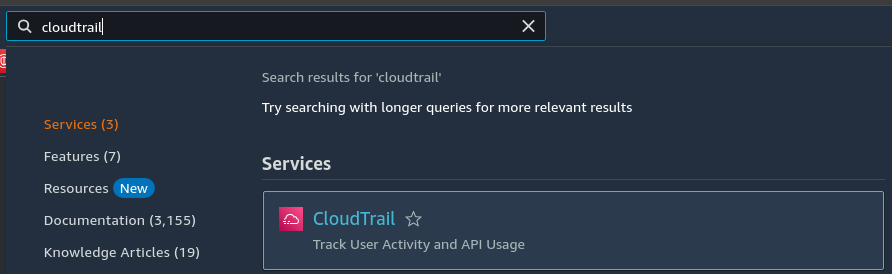 cloudtrail
Search results for 'cloudtrail'
Try searching with longer queries for more relevant results
Services (3)
Features (7)
Resources New
Documentation (3,155)
Knowledge Articles (19)
Services
CloudTrail
Track User Activity and API Usage